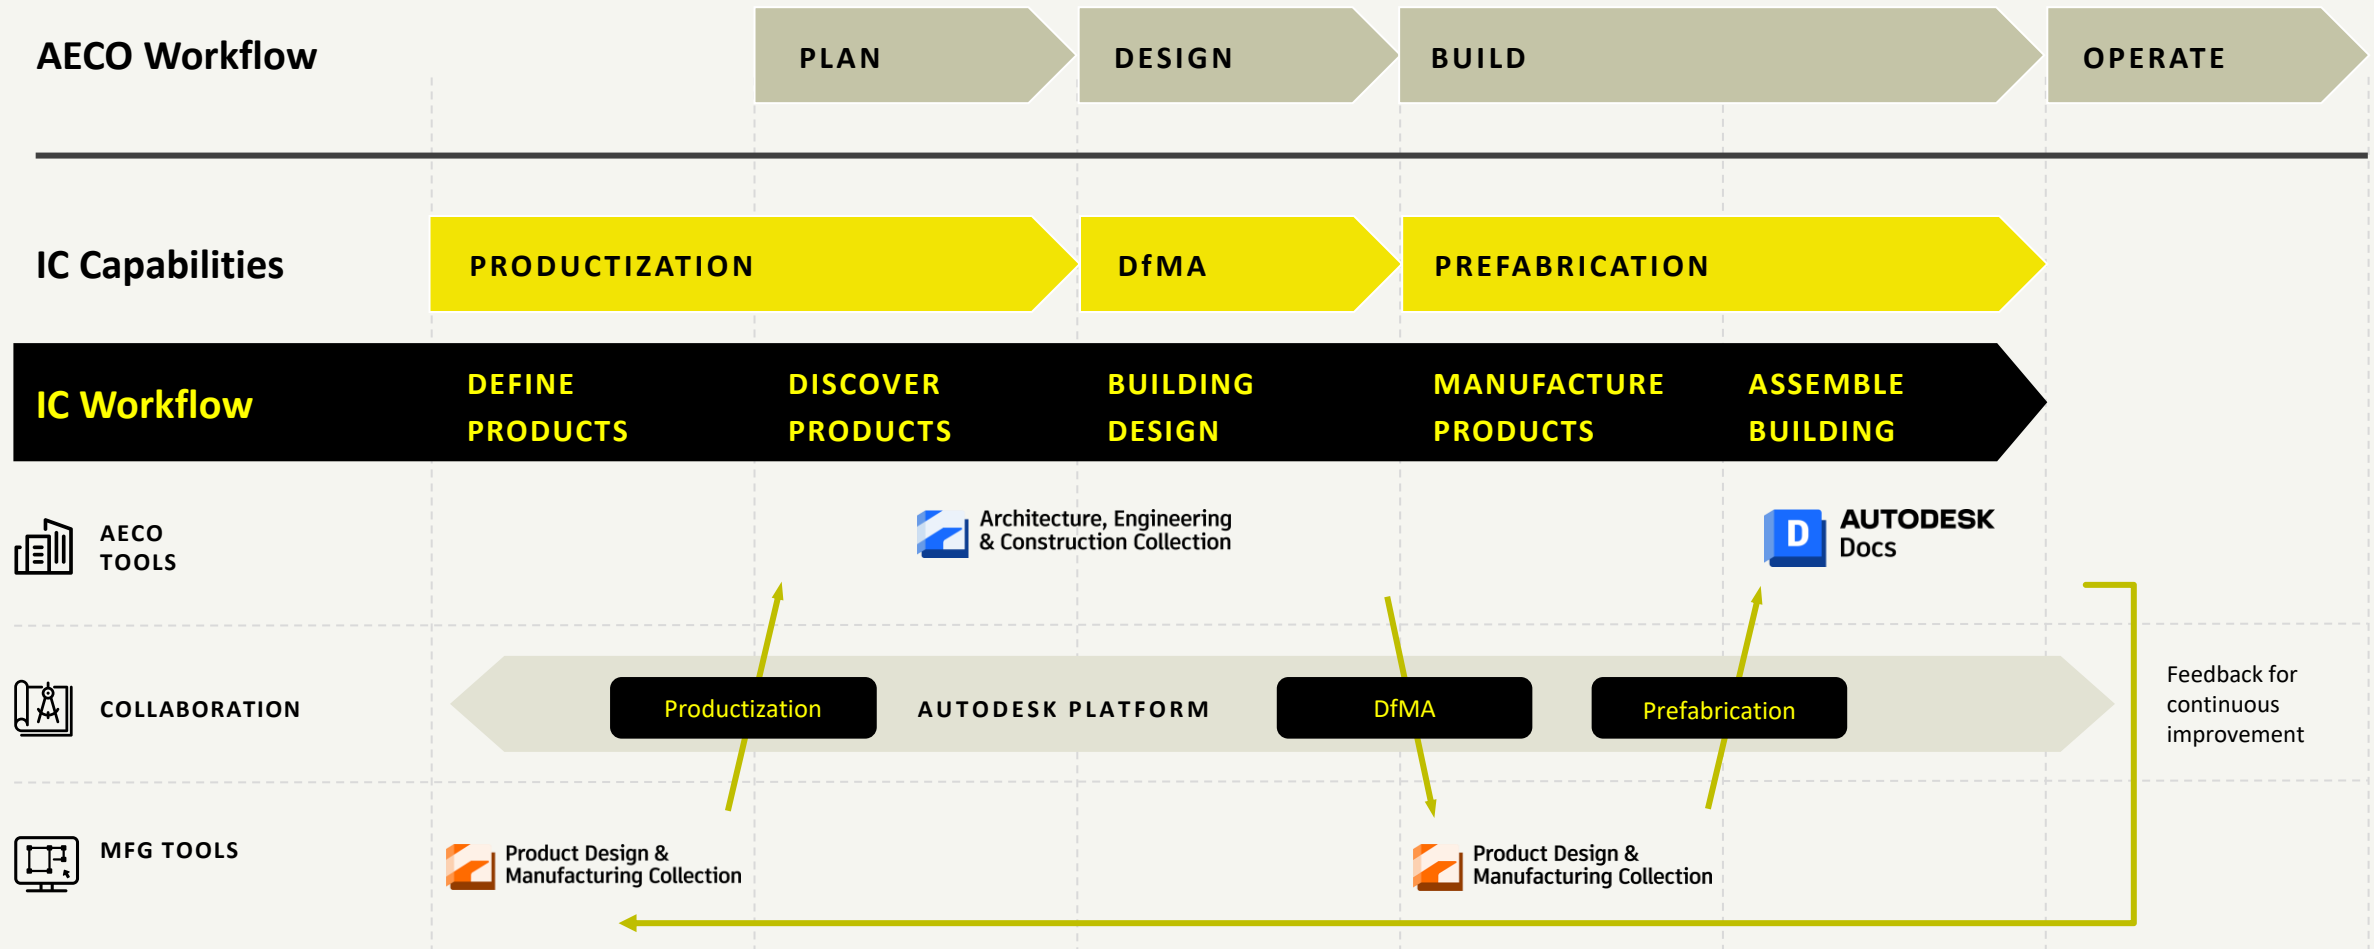 AECO Workflow
PLAN
DESIGN
BUILD
OPERATE
IC Capabilities
PRODUCTIZATION
DfMA
PREFABRICATION
IC Workflow
DEFINE
PRODUCTS
DISCOVER
PRODUCTS
BUILDING
DESIGN
MANUFACTURE
PRODUCTS
ASSEMBLE
BUILDING
AECO
TOOLS
Architecture, Engineering
& Construction Collection
D
AUTODESK
Docs
COLLABORATION
Productization
AUTODESK PLATFORM
DfMA
Prefabrication
Feedback for
continuous
improvement
MFG TOOLS
Product Design &
Manufacturing Collection
Product Design &
Manufacturing Collection